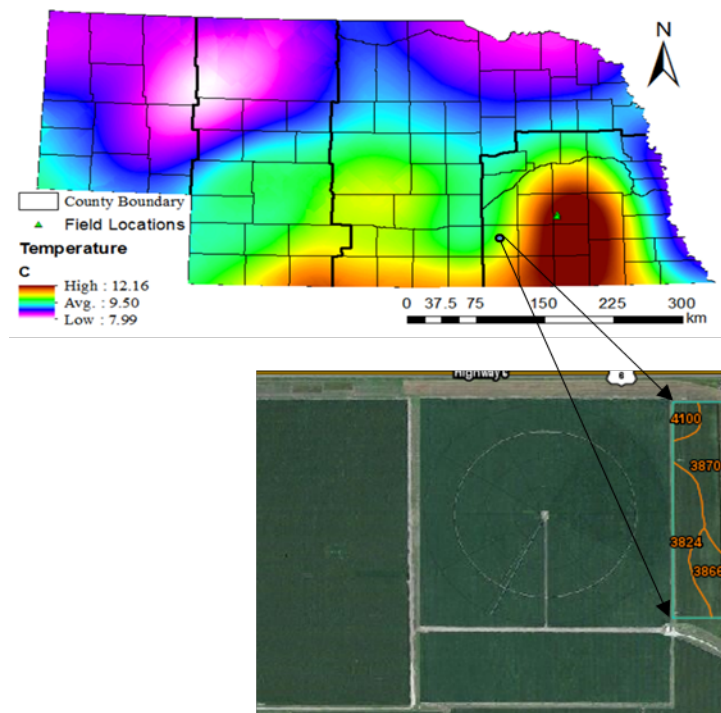 N
County Boundary
Field Locations
Temperature
C
High : 12.16
Avg. : 9.50
Low : 7.99
0 37.5 75 150 225 300
km
Highway 6
6
4100
3870
3824
3866